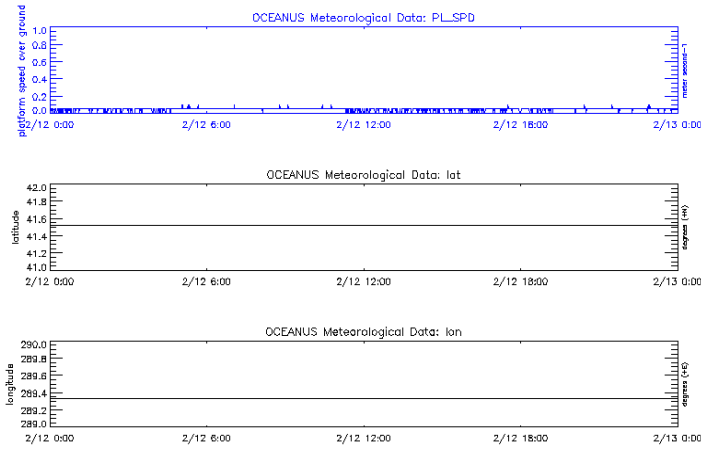 OCEANUS Meteorological Data: PL_SPD
platform speed over ground
1.0
0.8
0.6
0.4
0.2
0.0
meter second-1
2/12 0:00 2/12 6:00 2/12 12:00 2/12 18:00 2/13 0:00
OCEANUS Meteorological Data: lat
latitude
42.0
41.8
41.6
41.4
41.2
41.0
degrees (+N)
2/12 0:00 2/12 6:00 2/12 12:00 2/12 18:00 2/13 0:00
OCEANUS Meteorological Data: lon
longitude
290.0
289.8
289.6
289.4
289.2
289.0
degrees (+E)
2/12 0:00 2/12 6:00 2/12 12:00 2/12 18:00 2/13 0:00